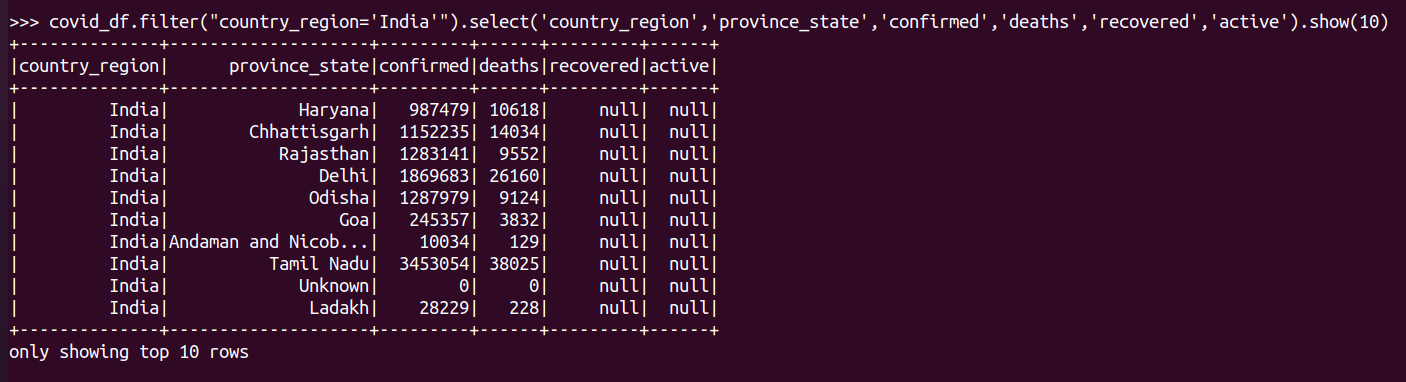 >>> covid_df.filter("country_region='India'").select('country_region','province_state','confirmed','deaths','recovered','active').show(10)
+--------------+--------------------+---------+------+---------+------+
|country_region|      province_state|confirmed|deaths|recovered|active|
+--------------+--------------------+---------+------+---------+------+
|         India|             Haryana|   987479| 10618|     null|  null|
|         India|        Chhattisgarh|  1152235| 14034|     null|  null|
|         India|           Rajasthan|  1283141|  9552|     null|  null|
|         India|               Delhi|  1869683| 26160|     null|  null|
|         India|              Odisha|  1287979|  9124|     null|  null|
|         India|                 Goa|   245357|  3832|     null|  null|
|         India|Andaman and Nicob...|    10034|   129|     null|  null|
|         India|          Tamil Nadu|  3453054| 38025|     null|  null|
|         India|             Unknown|        0|     0|     null|  null|
|         India|              Ladakh|    28229|   228|     null|  null|
+--------------+--------------------+---------+------+---------+------+
only showing top 10 rows